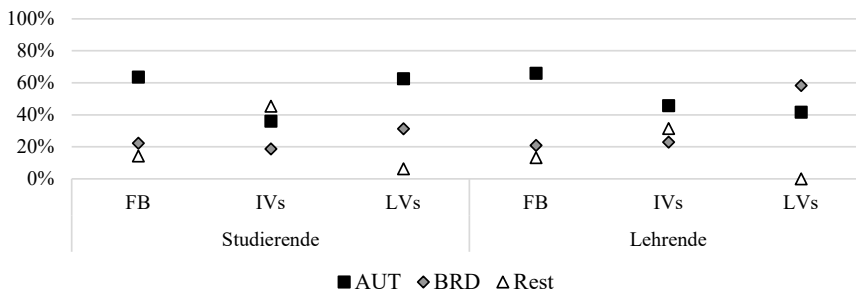 100%
80%
60%
40%
20%
0%
FB IVs LVs FB IVs LVs
Studierende Lehrende
AUT BRD Rest